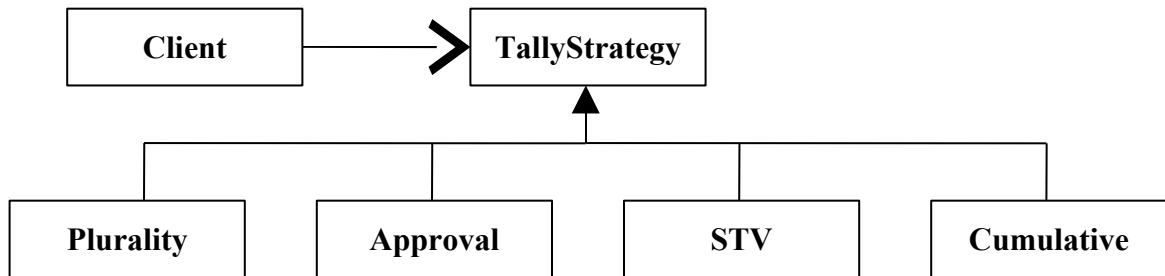 Client
TallyStrategy
Plurality
Approval
STV
Cumulative